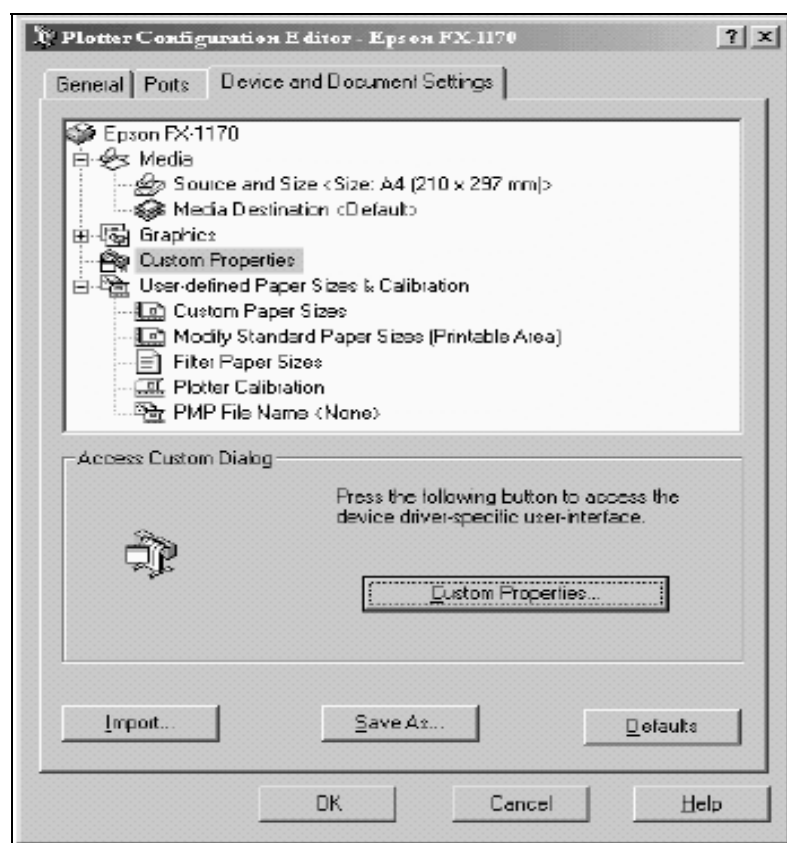 Plotter Configuration Editor - Epson FX-1170
General Ports Device and Document Settings
Epson FX-1170
Media
Source and Size <Size: A4 (210 x 297 mm)>
Media Destination <Default>
Graphics
Custom Properties
User-defined Paper Sizes & Calibration
Custom Paper Sizes
Modify Standard Paper Sizes (Printable Area)
Filter Paper Sizes
Plotter Calibration
PMP File Name <None>
Access Custom Dialog
Press the following button to access the
device driver-specific user-interface.
Custom Properties...
Import... Save As... Defaults
OK Cancel Help